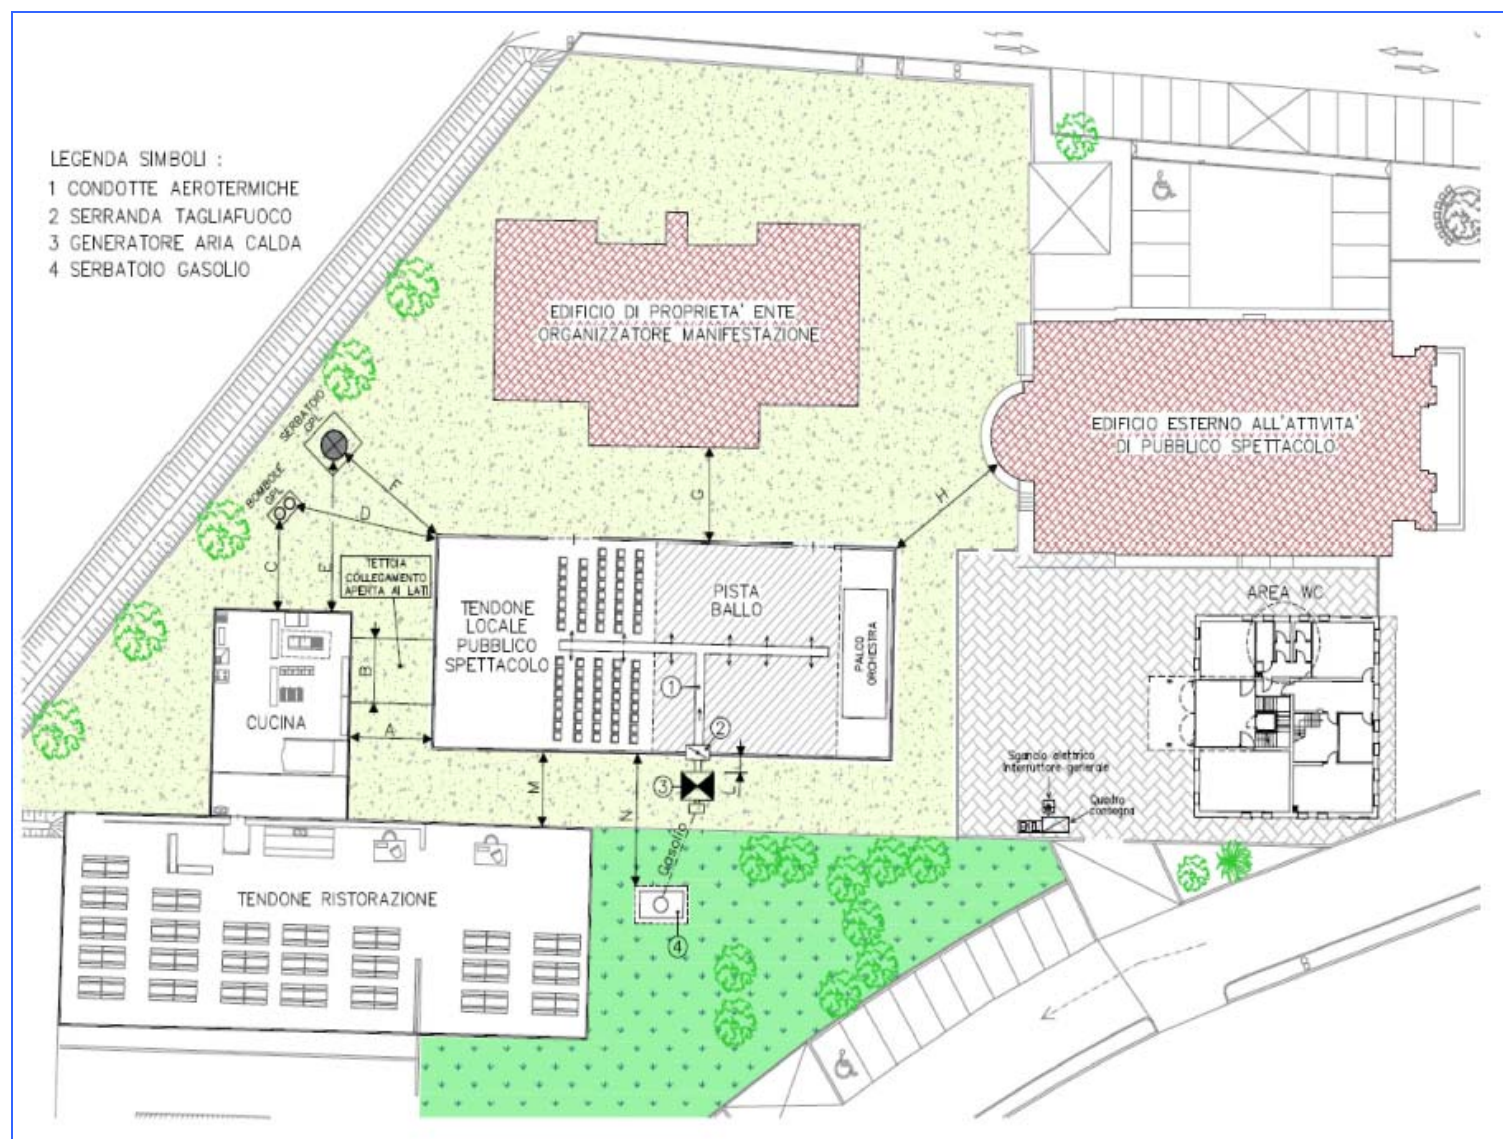 LEGENDA SIMBOLI :
1 CONDOTTE AEROTERMICHE
2 SERRANDA TAGLIAFUOCO
3 GENERATORE ARIA CALDA
4 SERBATOIO GASOLIO
EDIFICIO DI PROPRIETA' ENTE
ORGANIZZATORE MANIFESTAZIONE
EDIFICIO ESTERNO ALL'ATTIVITA'
DI PUBBLICO SPETTACOLO
SERBATOIO
GPL
BOMBOLE
GPL
F
D
G
H
C
E
TETTOIA
COLLEGAMENTO
APERTA AI LATI
TENDONE
LOCALE
PUBBLICO
SPETTACOLO
PISTA
BALLO
PALCO
ORCHESTRA
AREA WC
B
CUCINA
A
1
2
3
M
N
L
Gasolio
Sgancio elettrico
Interruttore generale
Quadro
consegna
TENDONE RISTORAZIONE
4